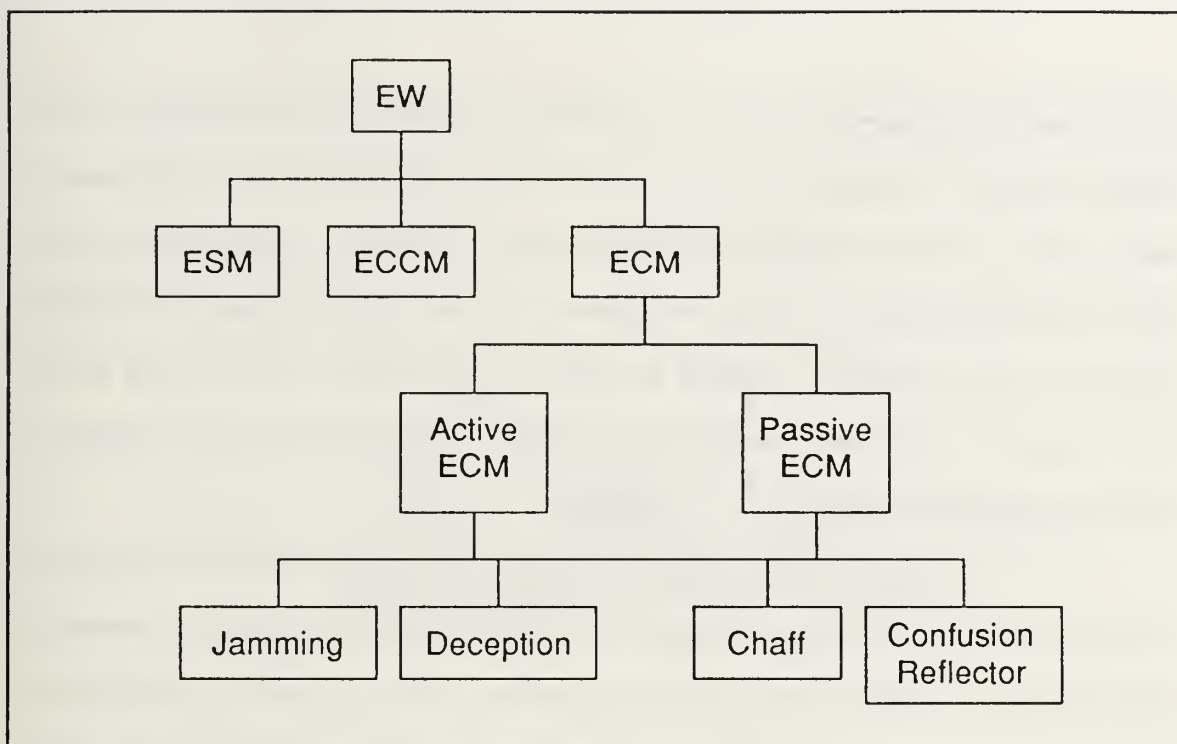 EW
ESM
ECCM
ECM
Active
ECM
Passive
ECM
Jamming
Deception
Chaff
Confusion
Reflector